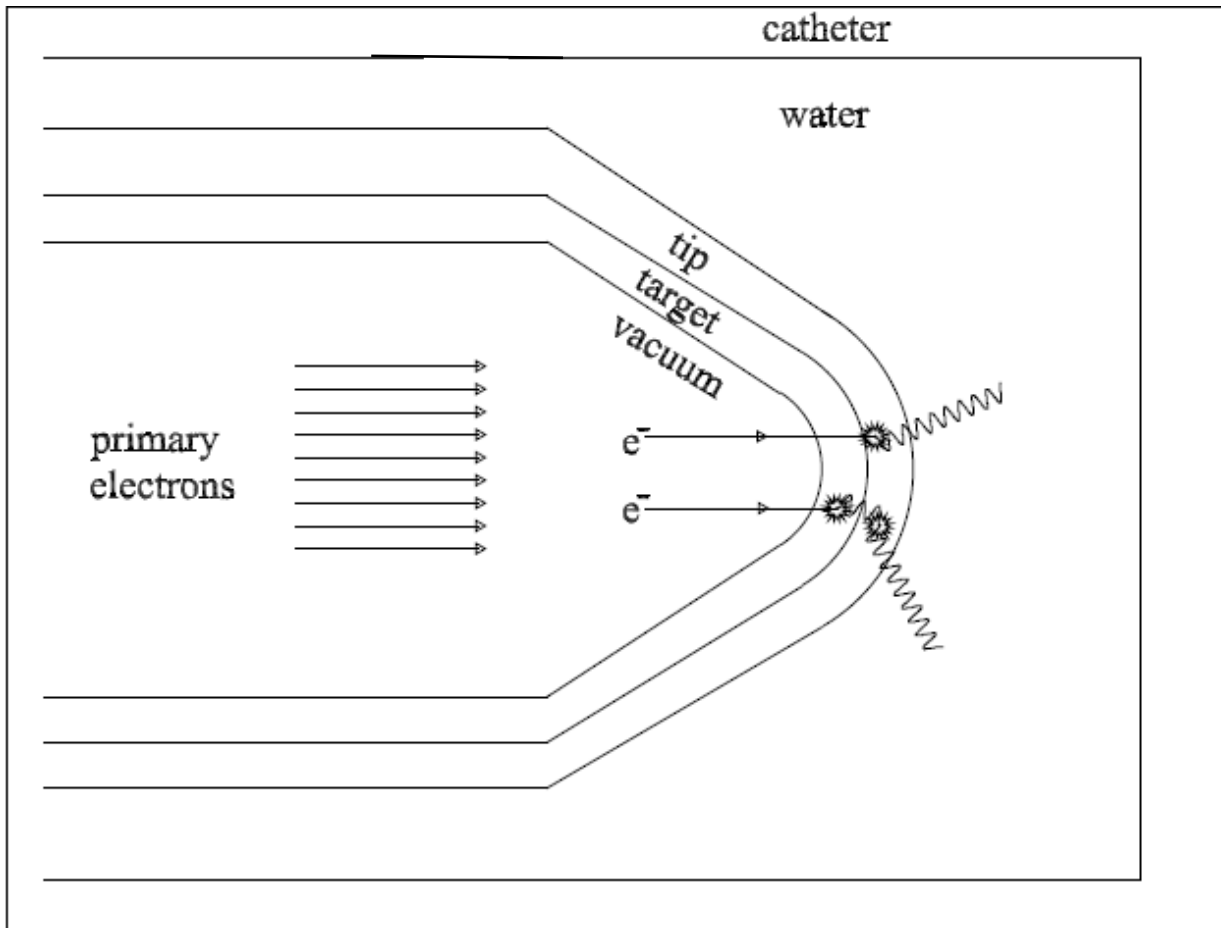 catheter
water
tip
target
vacuum
primary
electrons
e-
e-